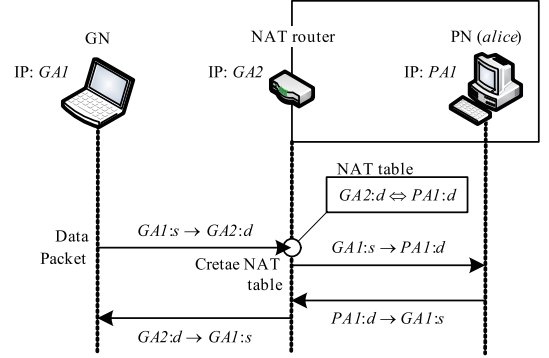 GN
NAT router
PN (alice)
IP: GA1
IP: GA2
IP: PA1
NAT table
GA2:d ⇔ PA1:d
Data
Packet
GA1:s → GA2:d
Cretae NAT
table
GA1:s → PA1:d
PA1:d → GA1:s
GA2:d → GA1:s